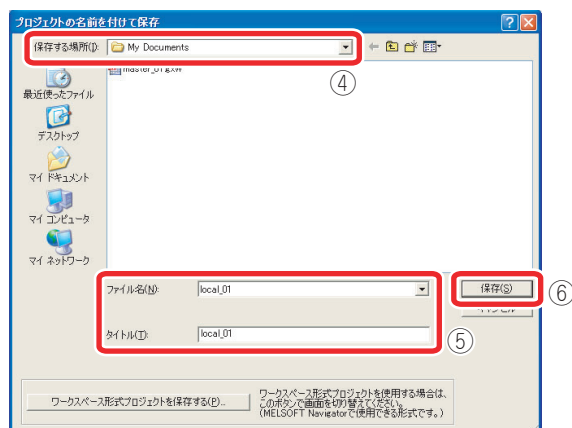 プロジェクトの名前を付けて保存
保存する場所(I): My Documents
④
master_01.gxw
最近使ったファイル
デスクトップ
マイ ドキュメント
マイ コンピュータ
マイ ネットワーク
ファイル名(N): local_01
保存(S)
⑥
キャンセル
タイトル(T): local_01
⑤
ワークスペース形式プロジェクトを保存する(P)...
ワークスペース形式プロジェクトを使用する場合は、
このボタンで画面を切り替えてください。
(MELSOFT Navigatorで使用できる形式です。)